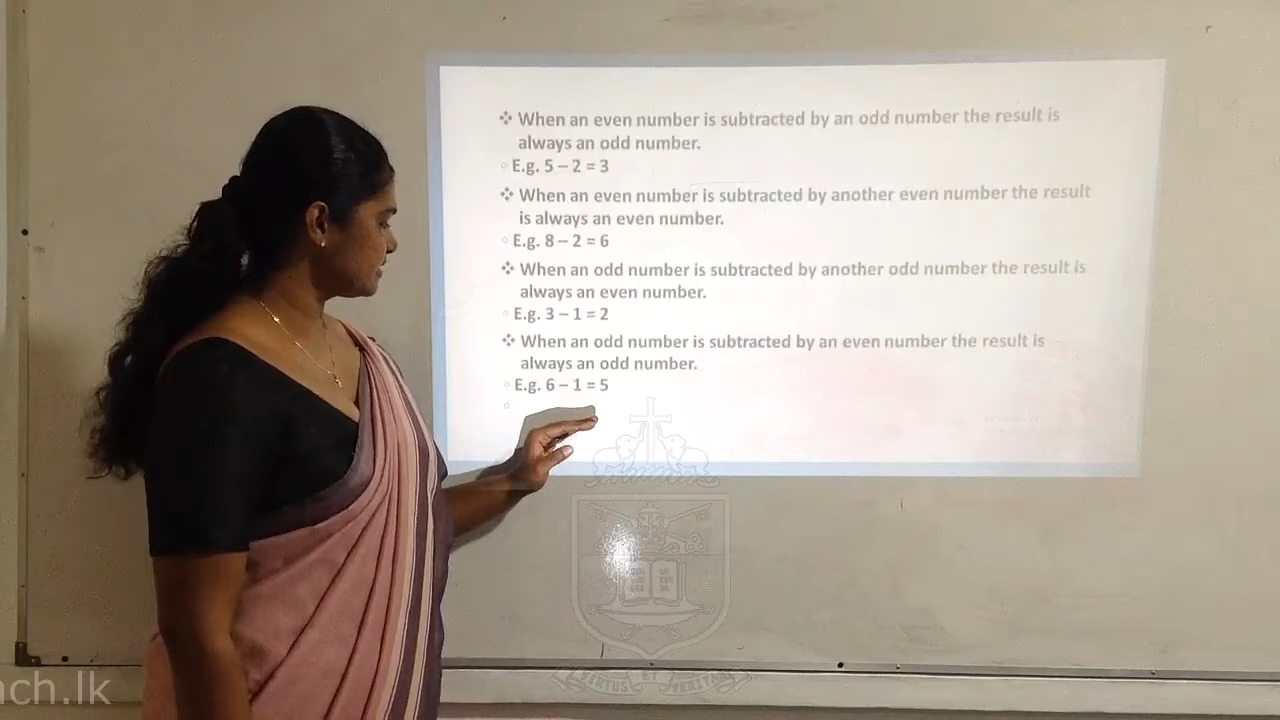 ❖ When an even number is subtracted by an odd number the result is
always an odd number.
○ E.g. 5 – 2 = 3
❖ When an even number is subtracted by another even number the result
is always an even number.
○ E.g. 8 – 2 = 6
❖ When an odd number is subtracted by another odd number the result is
always an even number.
○ E.g. 3 – 1 = 2
❖ When an odd number is subtracted by an even number the result is
always an odd number.
○ E.g. 6 – 1 = 5
○
VIRTUS ET VERITAS
nch.lk